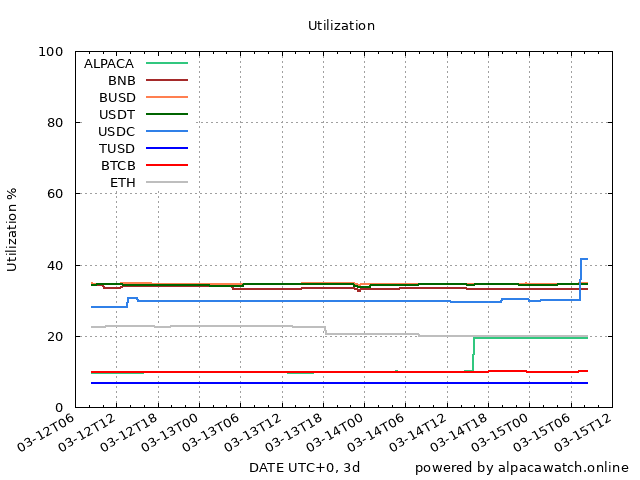 Utilization
Utilization %
100
80
60
40
20
0
ALPACA
BNB
BUSD
USDT
USDC
TUSD
BTCB
ETH
03-12T06
03-12T12
03-12T18
03-13T00
03-13T06
03-13T12
03-13T18
03-14T00
03-14T06
03-14T12
03-14T18
03-15T00
03-15T06
03-15T12
DATE UTC+0, 3d
powered by alpacawatch.online